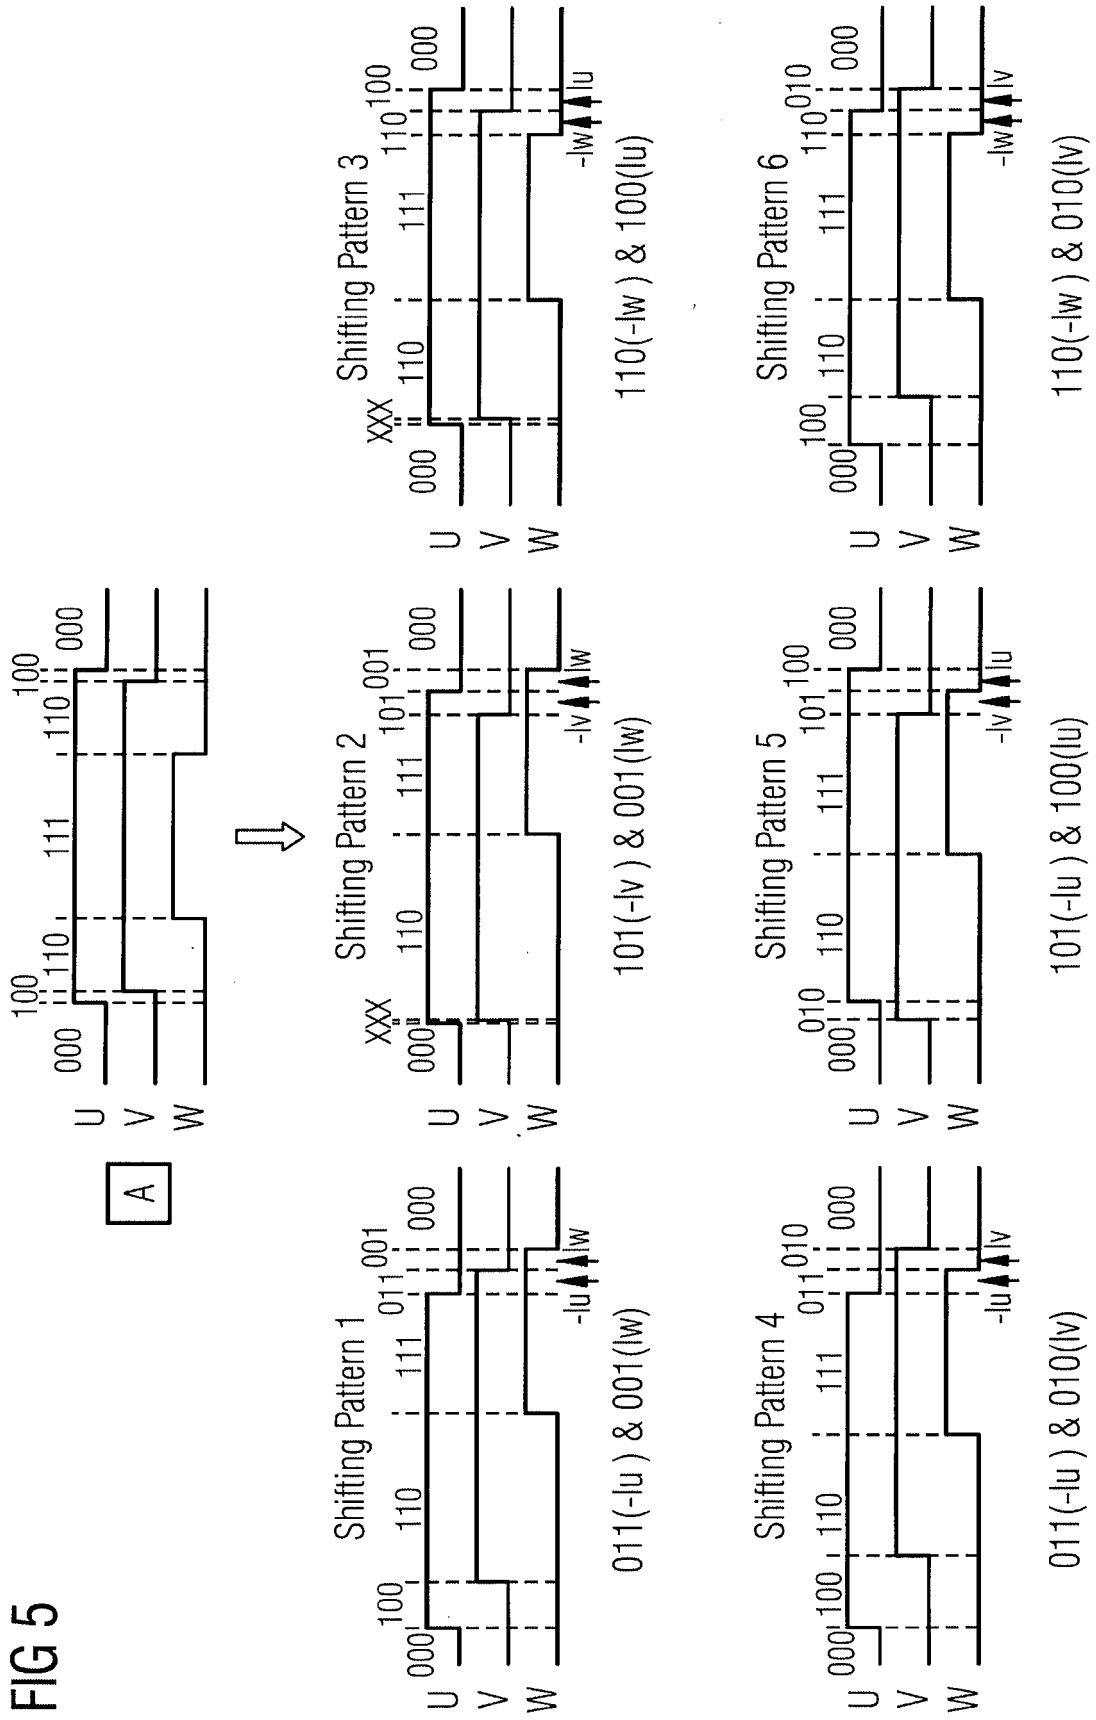 FIG 5
A
100 100
000 110 111 110 000
U
V
W
Shifting Pattern 1
100 011 001
000 110 111 000
U
V
W
-Iu Iw
011(-Iu) & 001(Iw)
Shifting Pattern 2
XXX 101 001
000 110 111 000
U
V
W
-Iv Iw
101(-Iv) & 001(Iw)
Shifting Pattern 3
XXX 110 100
000 110 111 000
U
V
W
-Iw Iu
110(-Iw) & 100(Iu)
Shifting Pattern 4
011 010
000 100 110 111 000
U
V
W
-Iu Iv
011(-Iu) & 010(Iv)
Shifting Pattern 5
010 101 100
000 110 111 000
U
V
W
-Iv Iu
101(-Iu) & 100(Iu)
Shifting Pattern 6
100 110 010
000 110 111 000
U
V
W
-Iw Iv
110(-Iw) & 010(Iv)